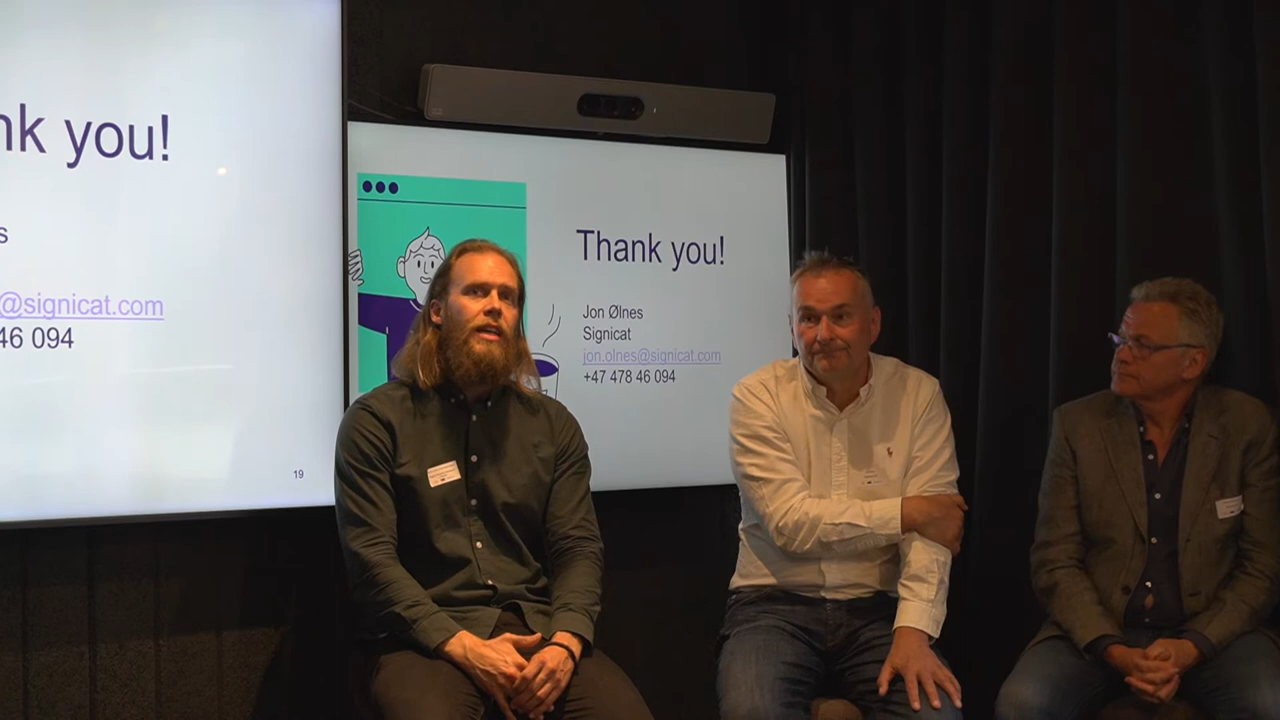 nk you!
s
@signicat.com
46 094
19
Thank you!
Jon Ølnes
Signicat
jon.olnes@signicat.com
+47 478 46 094